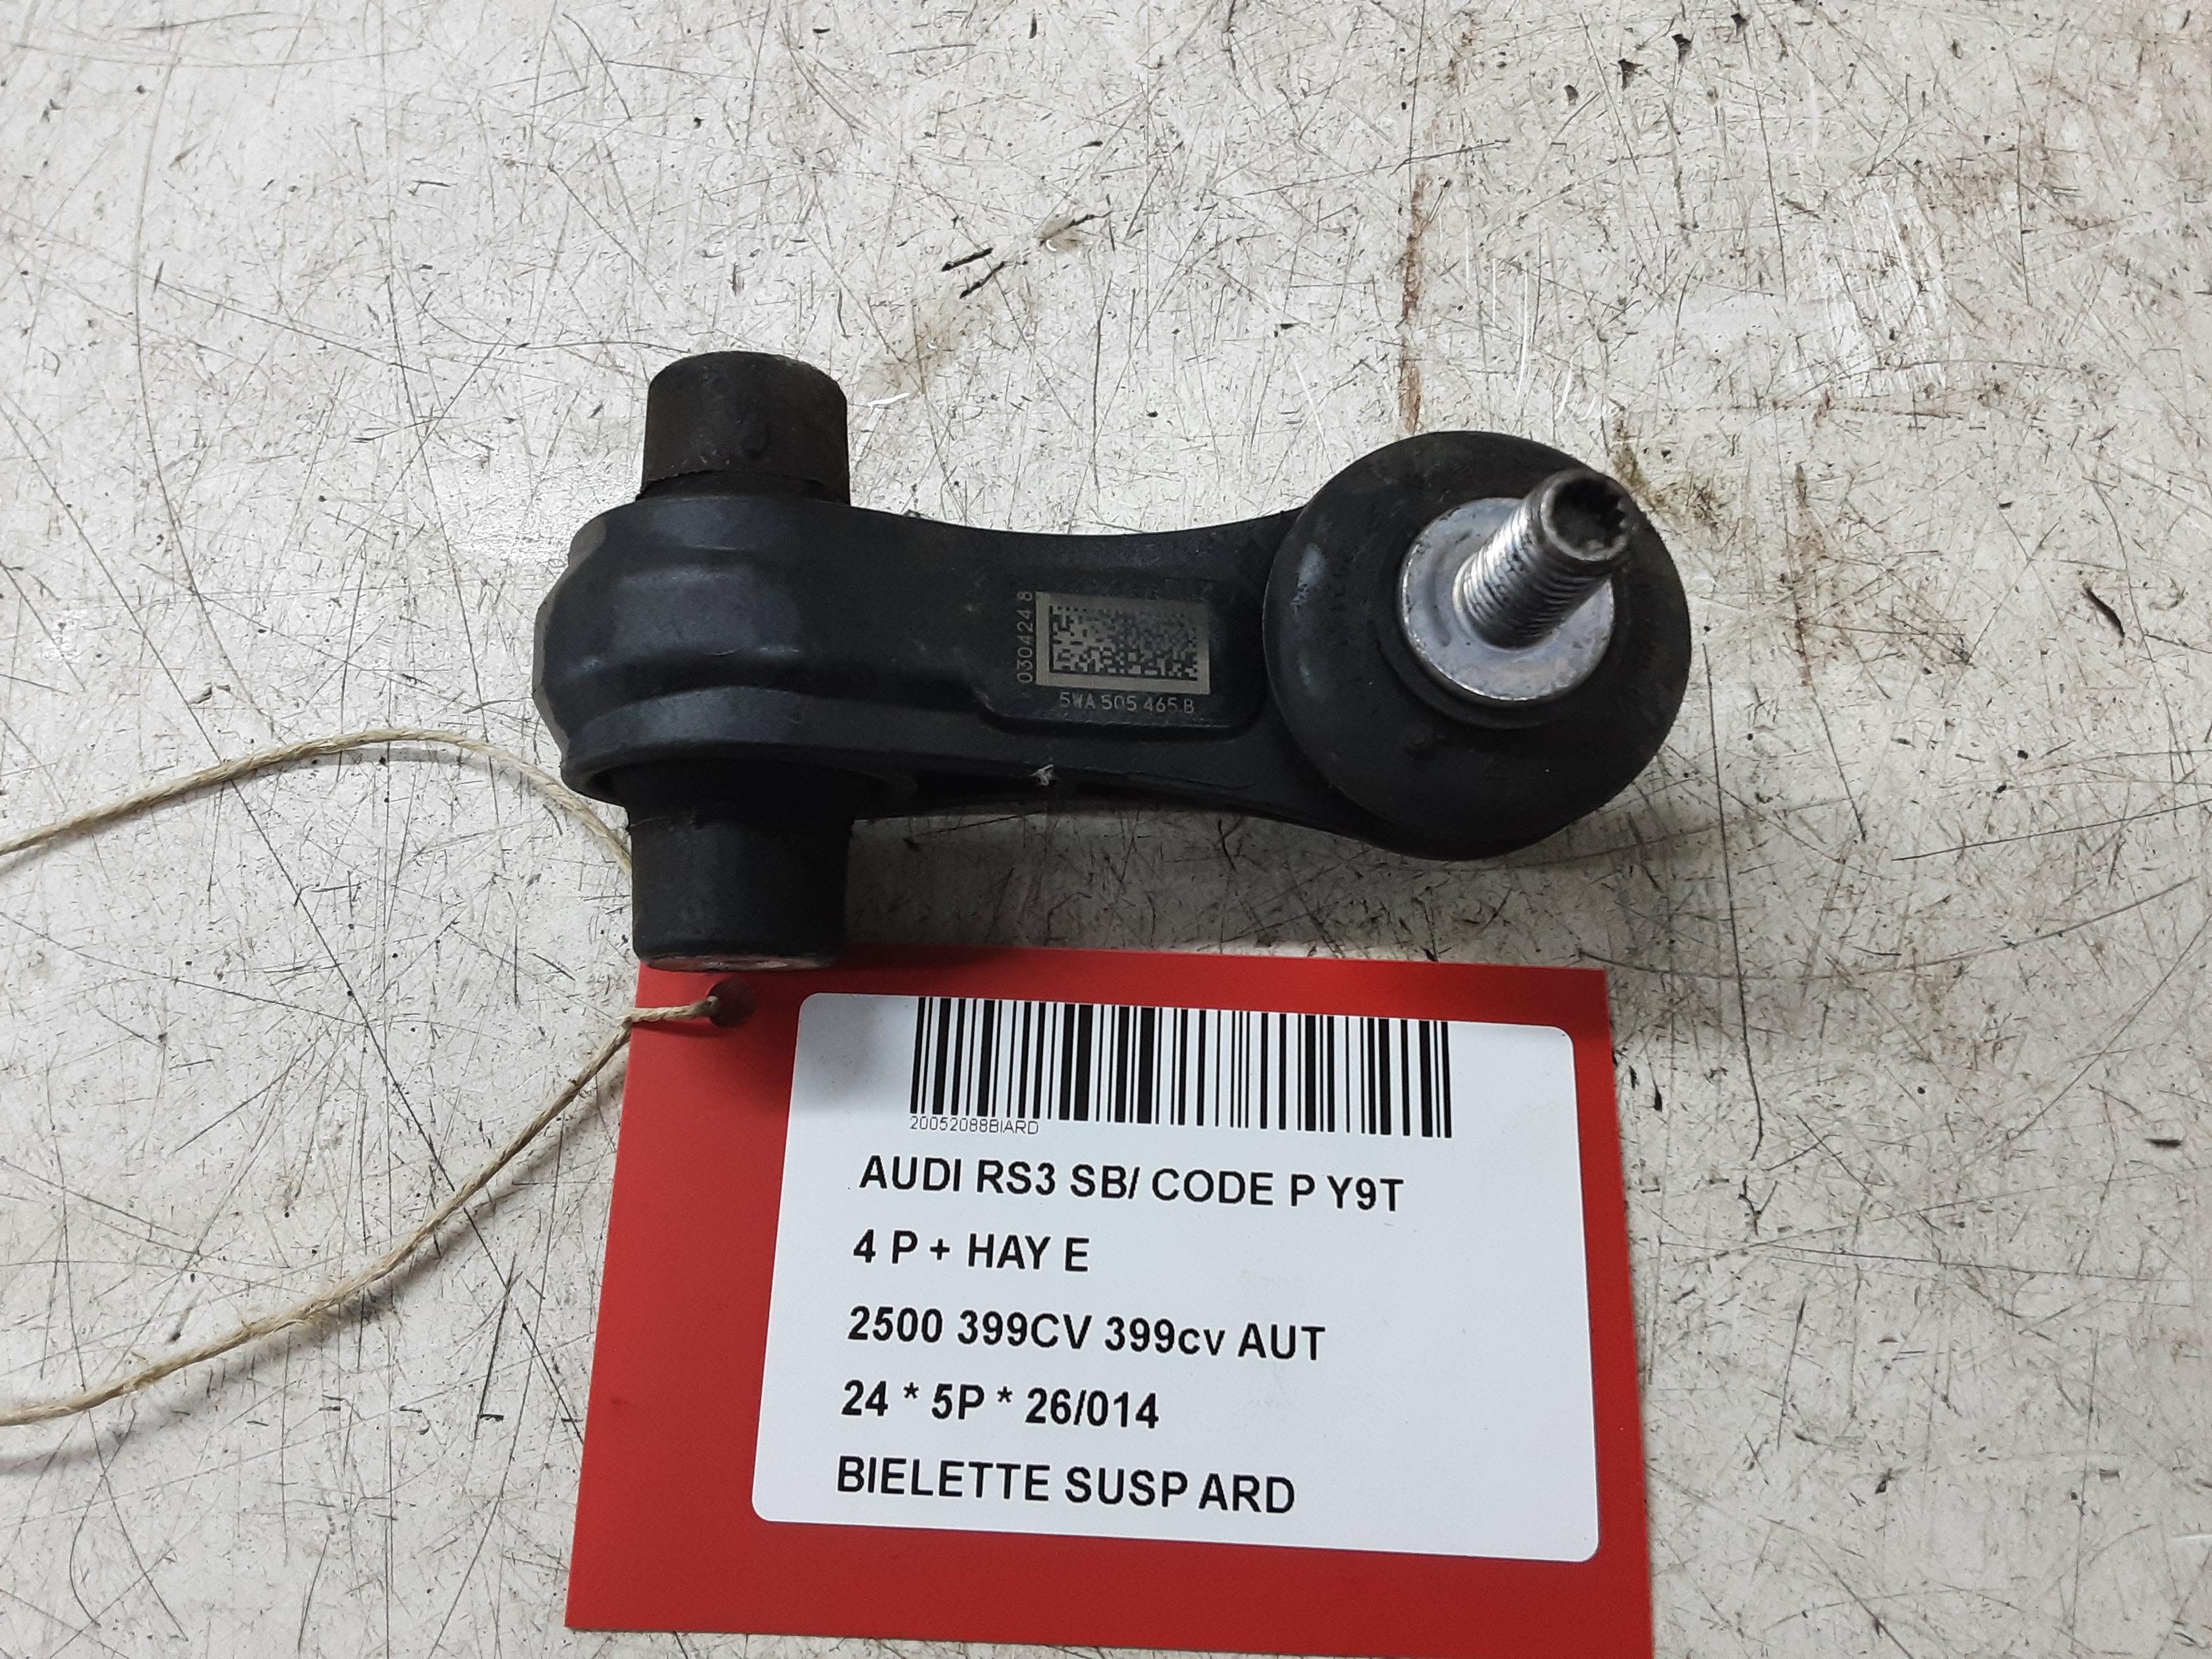 030424 8
5WA 505 465 B
20052088BIARD
AUDI RS3 SB/ CODE P Y9T
4 P + HAY E
2500 399CV 399cv AUT
24 * 5P * 26/014
BIELETTE SUSP ARD